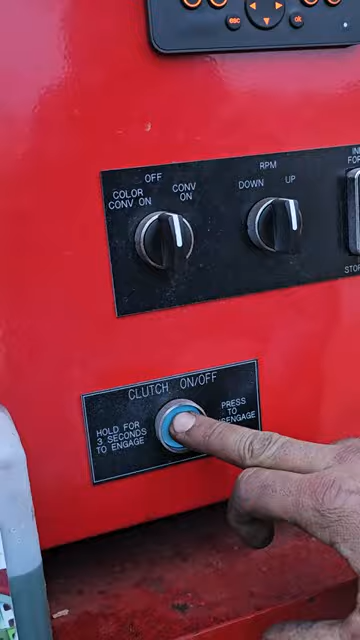 esc
ok
OFF
COLOR
CONV ON
CONV
ON
RPM
DOWN
UP
STOP
CLUTCH ON/OFF
HOLD FOR
3 SECONDS
TO ENGAGE
PRESS
TO